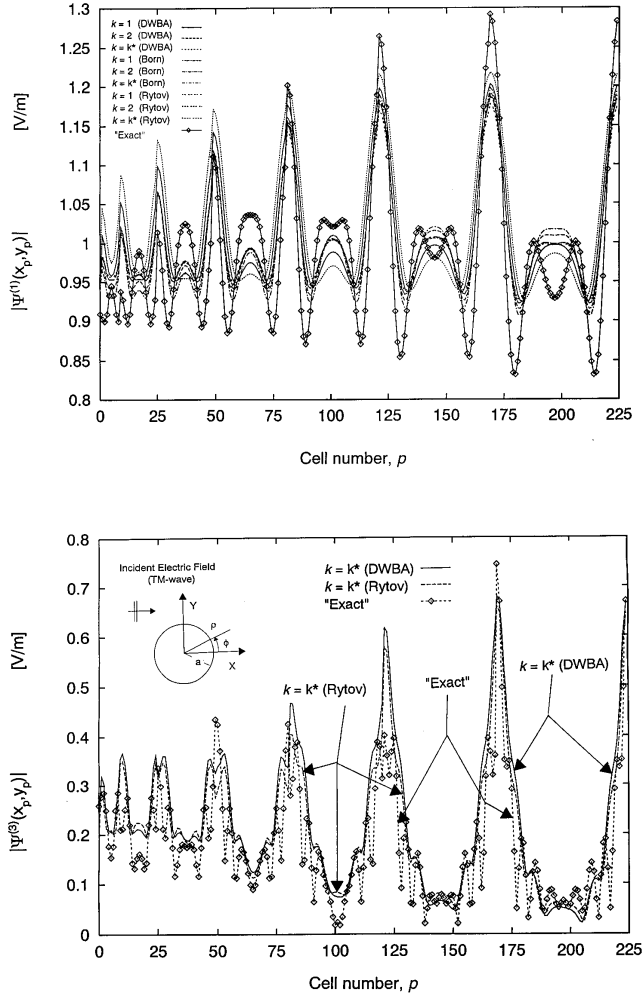 1.3
1.25
1.2
1.15
1.1
1.05
1
0.95
0.9
0.85
0.8
[V/m]
|Ψ(1)(xp,yp)|
k = 1 (DWBA)
k = 2 (DWBA)
k = k* (DWBA)
k = 1 (Born)
k = 2 (Born)
k = k* (Born)
k = 1 (Rytov)
k = 2 (Rytov)
k = k* (Rytov)
"Exact"
0 25 50 75 100 125 150 175 200 225
Cell number, p
0.8
0.7
0.6
0.5
0.4
0.3
0.2
0.1
0
[V/m]
|Ψ(3)(xp,yp)|
Incident Electric Field
(TM-wave)
Y
ρ
ϕ
a
X
k = k* (DWBA)
k = k* (Rytov)
"Exact"
k = k* (Rytov)
"Exact"
k = k* (DWBA)
0 25 50 75 100 125 150 175 200 225
Cell number, p